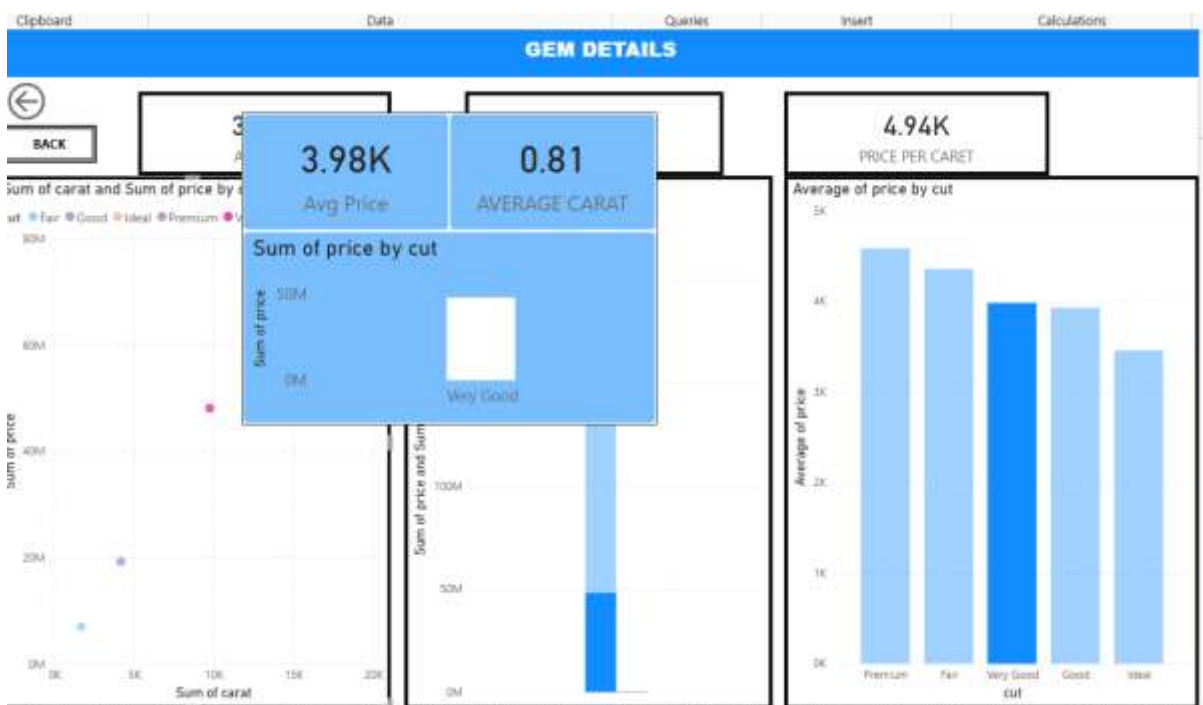 Clipboard
Data
Queries
Insert
Calculations
GEM DETAILS
BACK
3
A
4.94K
PRICE PER CARET
3.98K
Avg Price
0.81
AVERAGE CARAT
Sum of price by cut
Sum of price
50M
0M
Very Good
Sum of carat and Sum of price by
Fair Good Ideal Premium V
80M
60M
40M
20M
0M
Sum of price
0K 5K 10K 15K 20K
Sum of carat
Sum of price and Sum
100M
50M
0M
Average of price by cut
5K
4K
3K
2K
1K
0K
Average of price
Premium Fair Very Good Good Ideal
cut